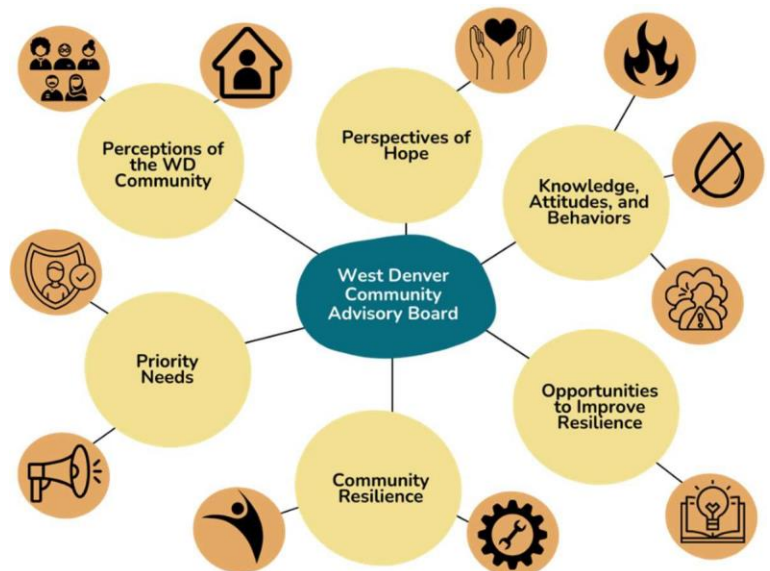 Perceptions of
the WD
Community
Perspectives of
Hope
Knowledge,
Attitudes, and
Behaviors
West Denver
Community
Advisory Board
Priority
Needs
Opportunities
to Improve
Resilience
Community
Resilience